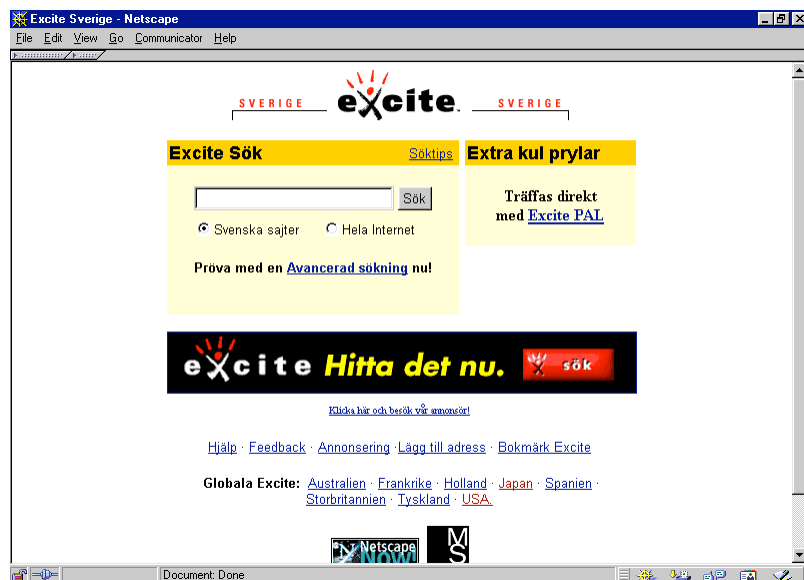 Excite Sverige - Netscape
File Edit View Go Communicator Help
SVERIGE excite SVERIGE
Excite Sök Söktips Extra kul prylar
Sök
Träffas direkt
med Excite PAL
Svenska sajter Hela Internet
Pröva med en Avancerad sökning nu!
excite Hitta det nu. sök
Klicka här och besök vår annonsör!
Hjälp · Feedback · Annonsering · Lägg till adress · Bokmärk Excite
Globala Excite: Australien · Frankrike · Holland · Japan · Spanien ·
Storbritannien · Tyskland · USA.
Netscape
NOW!
MS
Document: Done